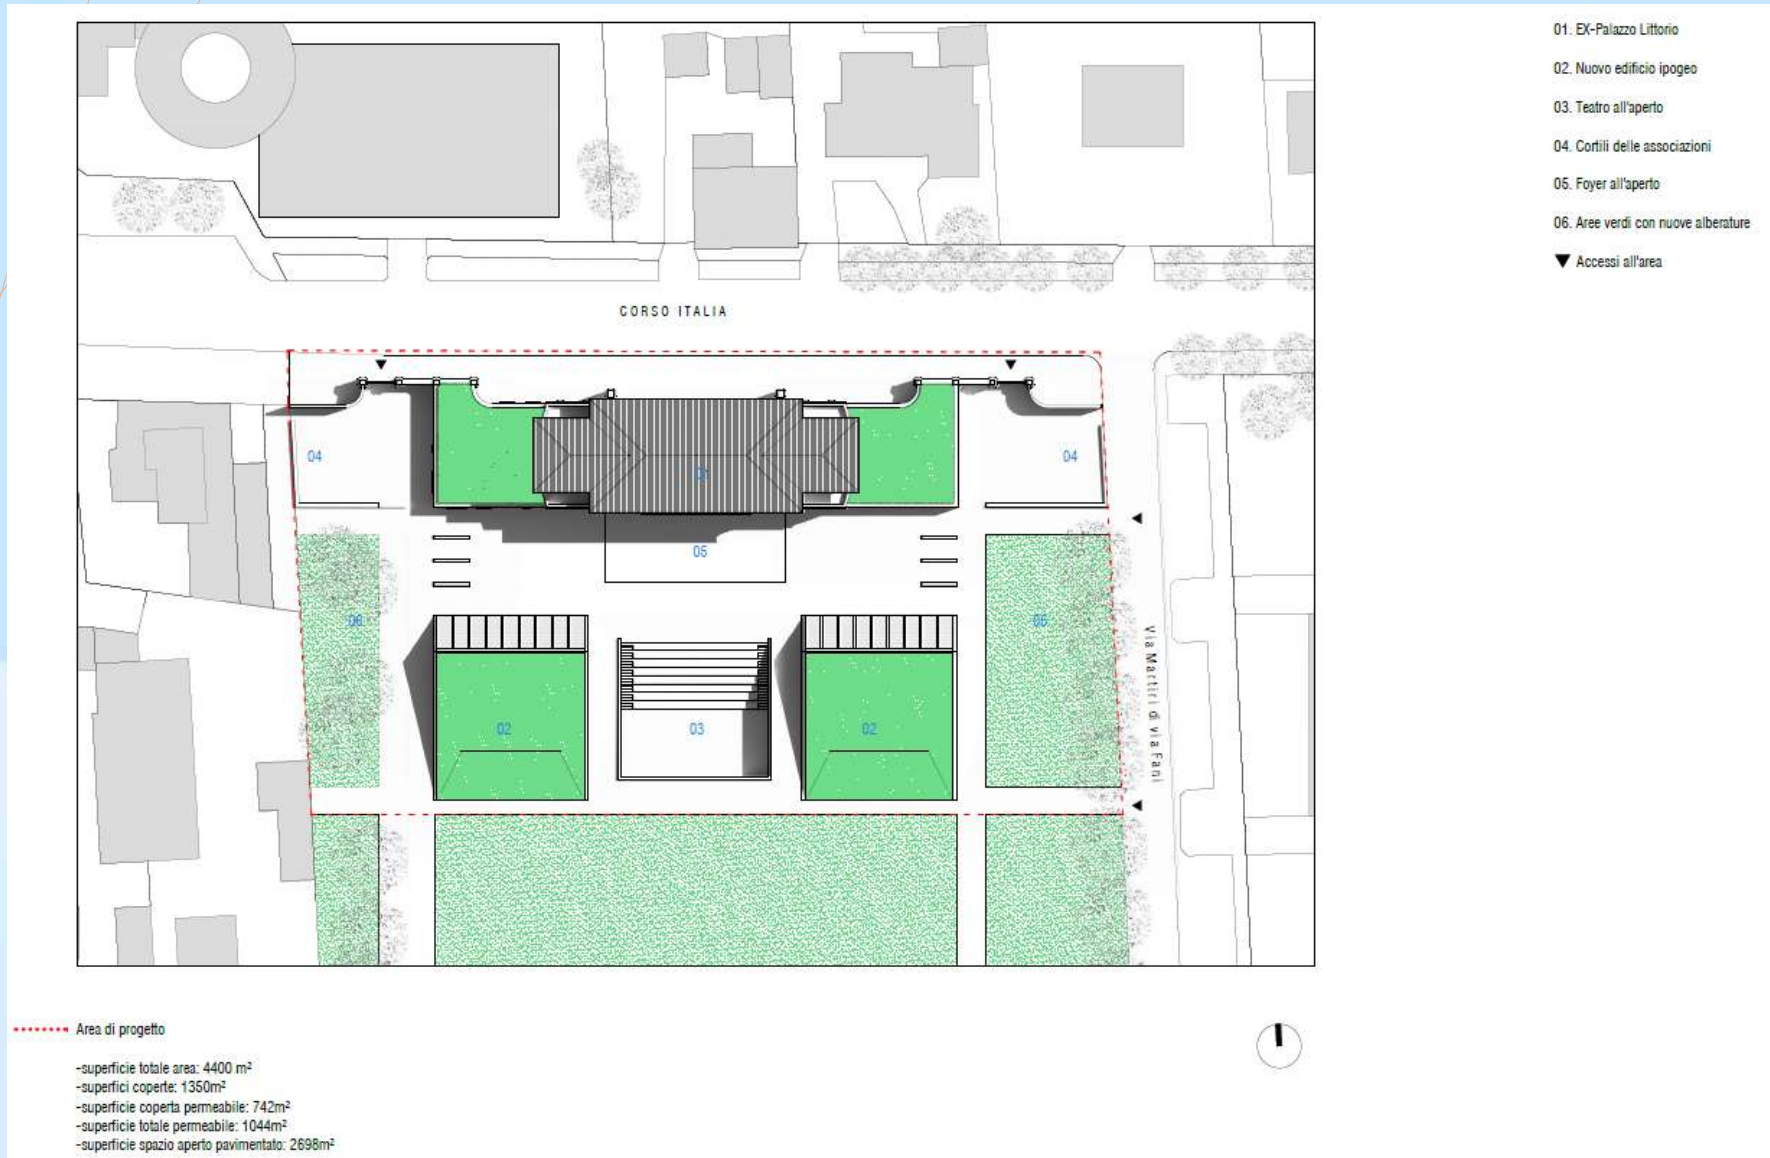 01. EX-Palazzo Littorio
02. Nuovo edificio ipogeo
03. Teatro all'aperto
04. Cortili delle associazioni
05. Foyer all'aperto
06. Aree verdi con nuove alberature
Accessi all'area
CORSO ITALIA
04
01
04
05
06
06
02
03
02
Via Martiri di via Fani
Area di progetto
-superficie totale area: 4400 m²
-superfici coperte: 1350m²
-superficie coperta permeabile: 742m²
-superficie totale permeabile: 1044m²
-superficie spazio aperto pavimentato: 2698m²